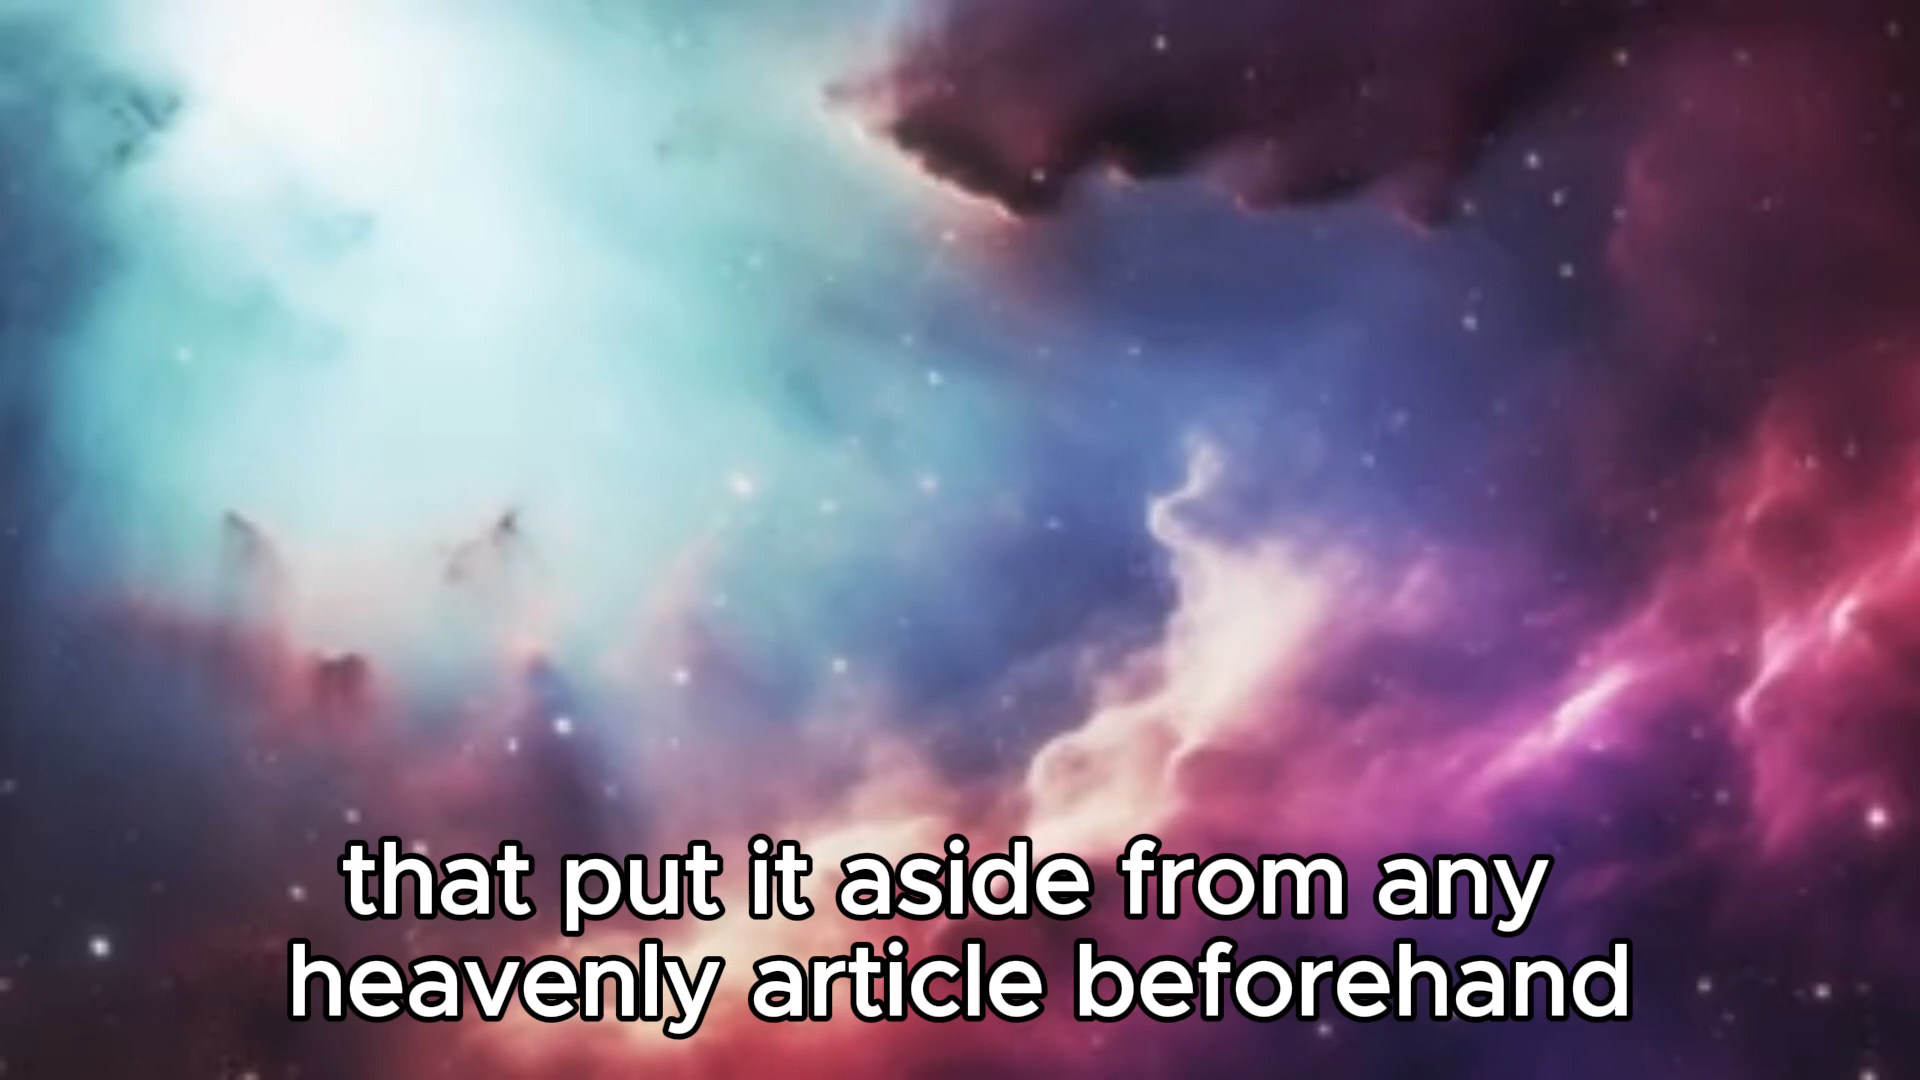 that put it aside from any
heavenly article beforehand